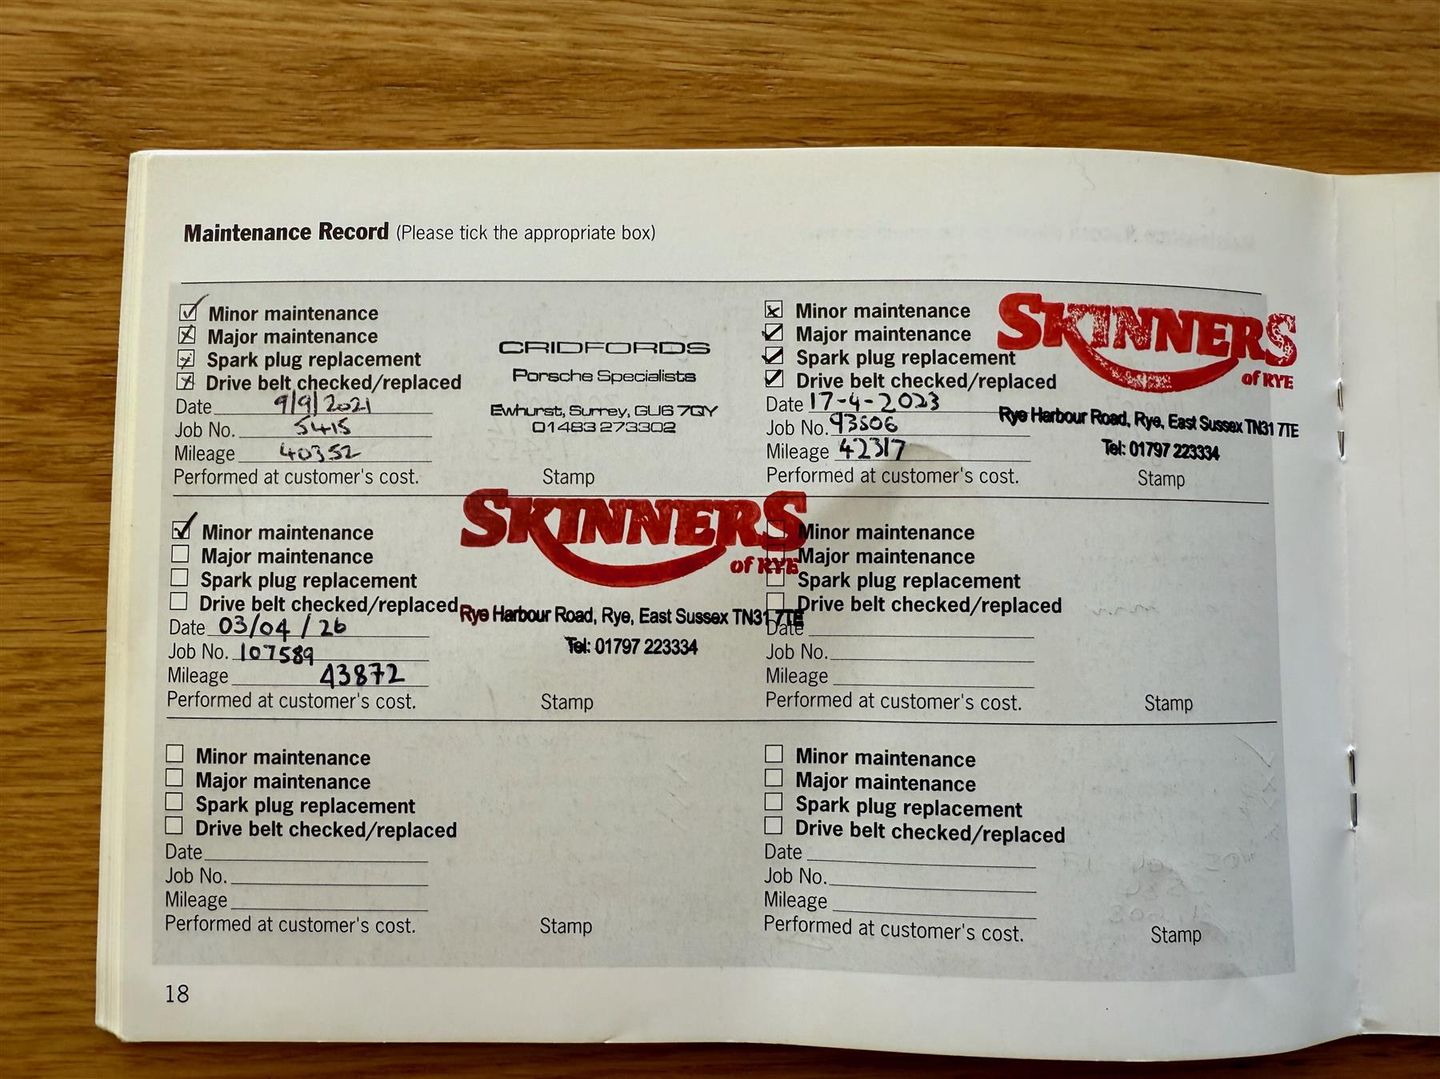 Maintenance Record (Please tick the appropriate box)
Minor maintenance
Major maintenance
Spark plug replacement
Drive belt checked/replaced
Date 9/9/2021
Job No. 5415
Mileage 40352
Performed at customer's cost.
CRIDFORDS
Porsche Specialists
Ewhurst, Surrey, GU6 7QY
01483 273302
Stamp
Minor maintenance
Major maintenance
Spark plug replacement
Drive belt checked/replaced
Date 17-4-2023
Job No. 93506
Mileage 42317
Performed at customer's cost.
SKINNERS
of RYE
Rye Harbour Road, Rye, East Sussex TN31 7TE
Tel: 01797 223334
Stamp
Minor maintenance
Major maintenance
Spark plug replacement
Drive belt checked/replaced
Date 03/04/26
Job No. 107589
Mileage 43872
Performed at customer's cost.
SKINNERS
of RYE
Rye Harbour Road, Rye, East Sussex TN31 7TE
Tel: 01797 223334
Stamp
Minor maintenance
Major maintenance
Spark plug replacement
Drive belt checked/replaced
Date
Job No.
Mileage
Performed at customer's cost.
Stamp
Minor maintenance
Major maintenance
Spark plug replacement
Drive belt checked/replaced
Date
Job No.
Mileage
Performed at customer's cost.
Stamp
Minor maintenance
Major maintenance
Spark plug replacement
Drive belt checked/replaced
Date
Job No.
Mileage
Performed at customer's cost.
Stamp
18